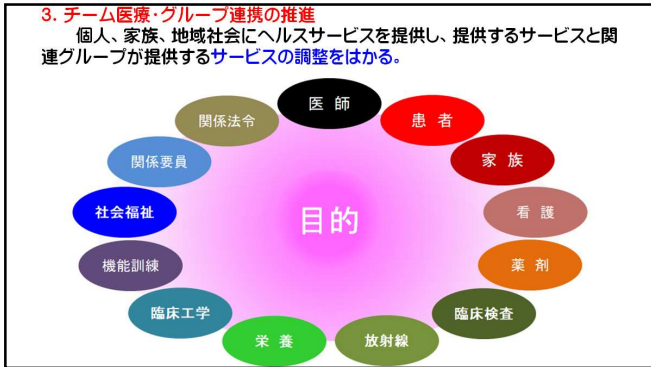 3. チーム医療・グループ連携の推進
個人、家族、地域社会にヘルスサービスを提供し、提供するサービスと関
連グループが提供するサービスの調整をはかる。
医 師
患 者
家 族
看 護
薬 剤
臨床検査
放射線
栄 養
臨床工学
機能訓練
社会福祉
関係要員
関係法令
目的